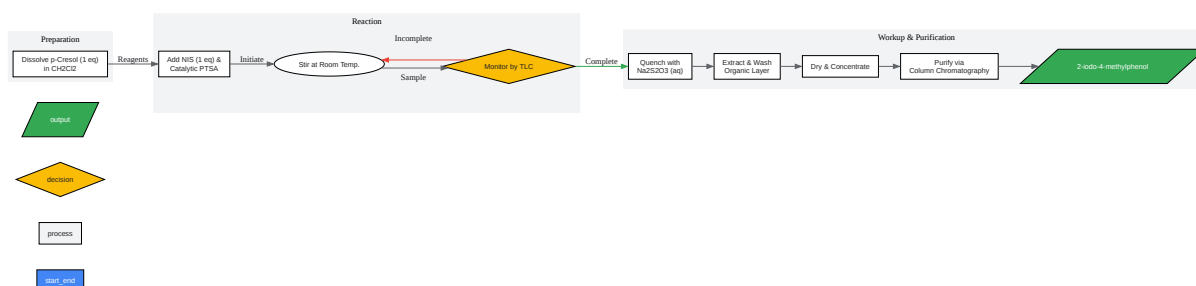 Preparation
Dissolve p-Cresol (1 eq)
in CH2Cl2
Reagents
Reaction
Add NIS (1 eq) &
Catalytic PTSA
Initiate
Stir at Room Temp.
Incomplete
Sample
Monitor by TLC
Complete
Workup & Purification
Quench with
Na2S2O3 (aq)
Extract & Wash
Organic Layer
Dry & Concentrate
Purify via
Column Chromatography
2-iodo-4-methylphenol
output
decision
process
start_end